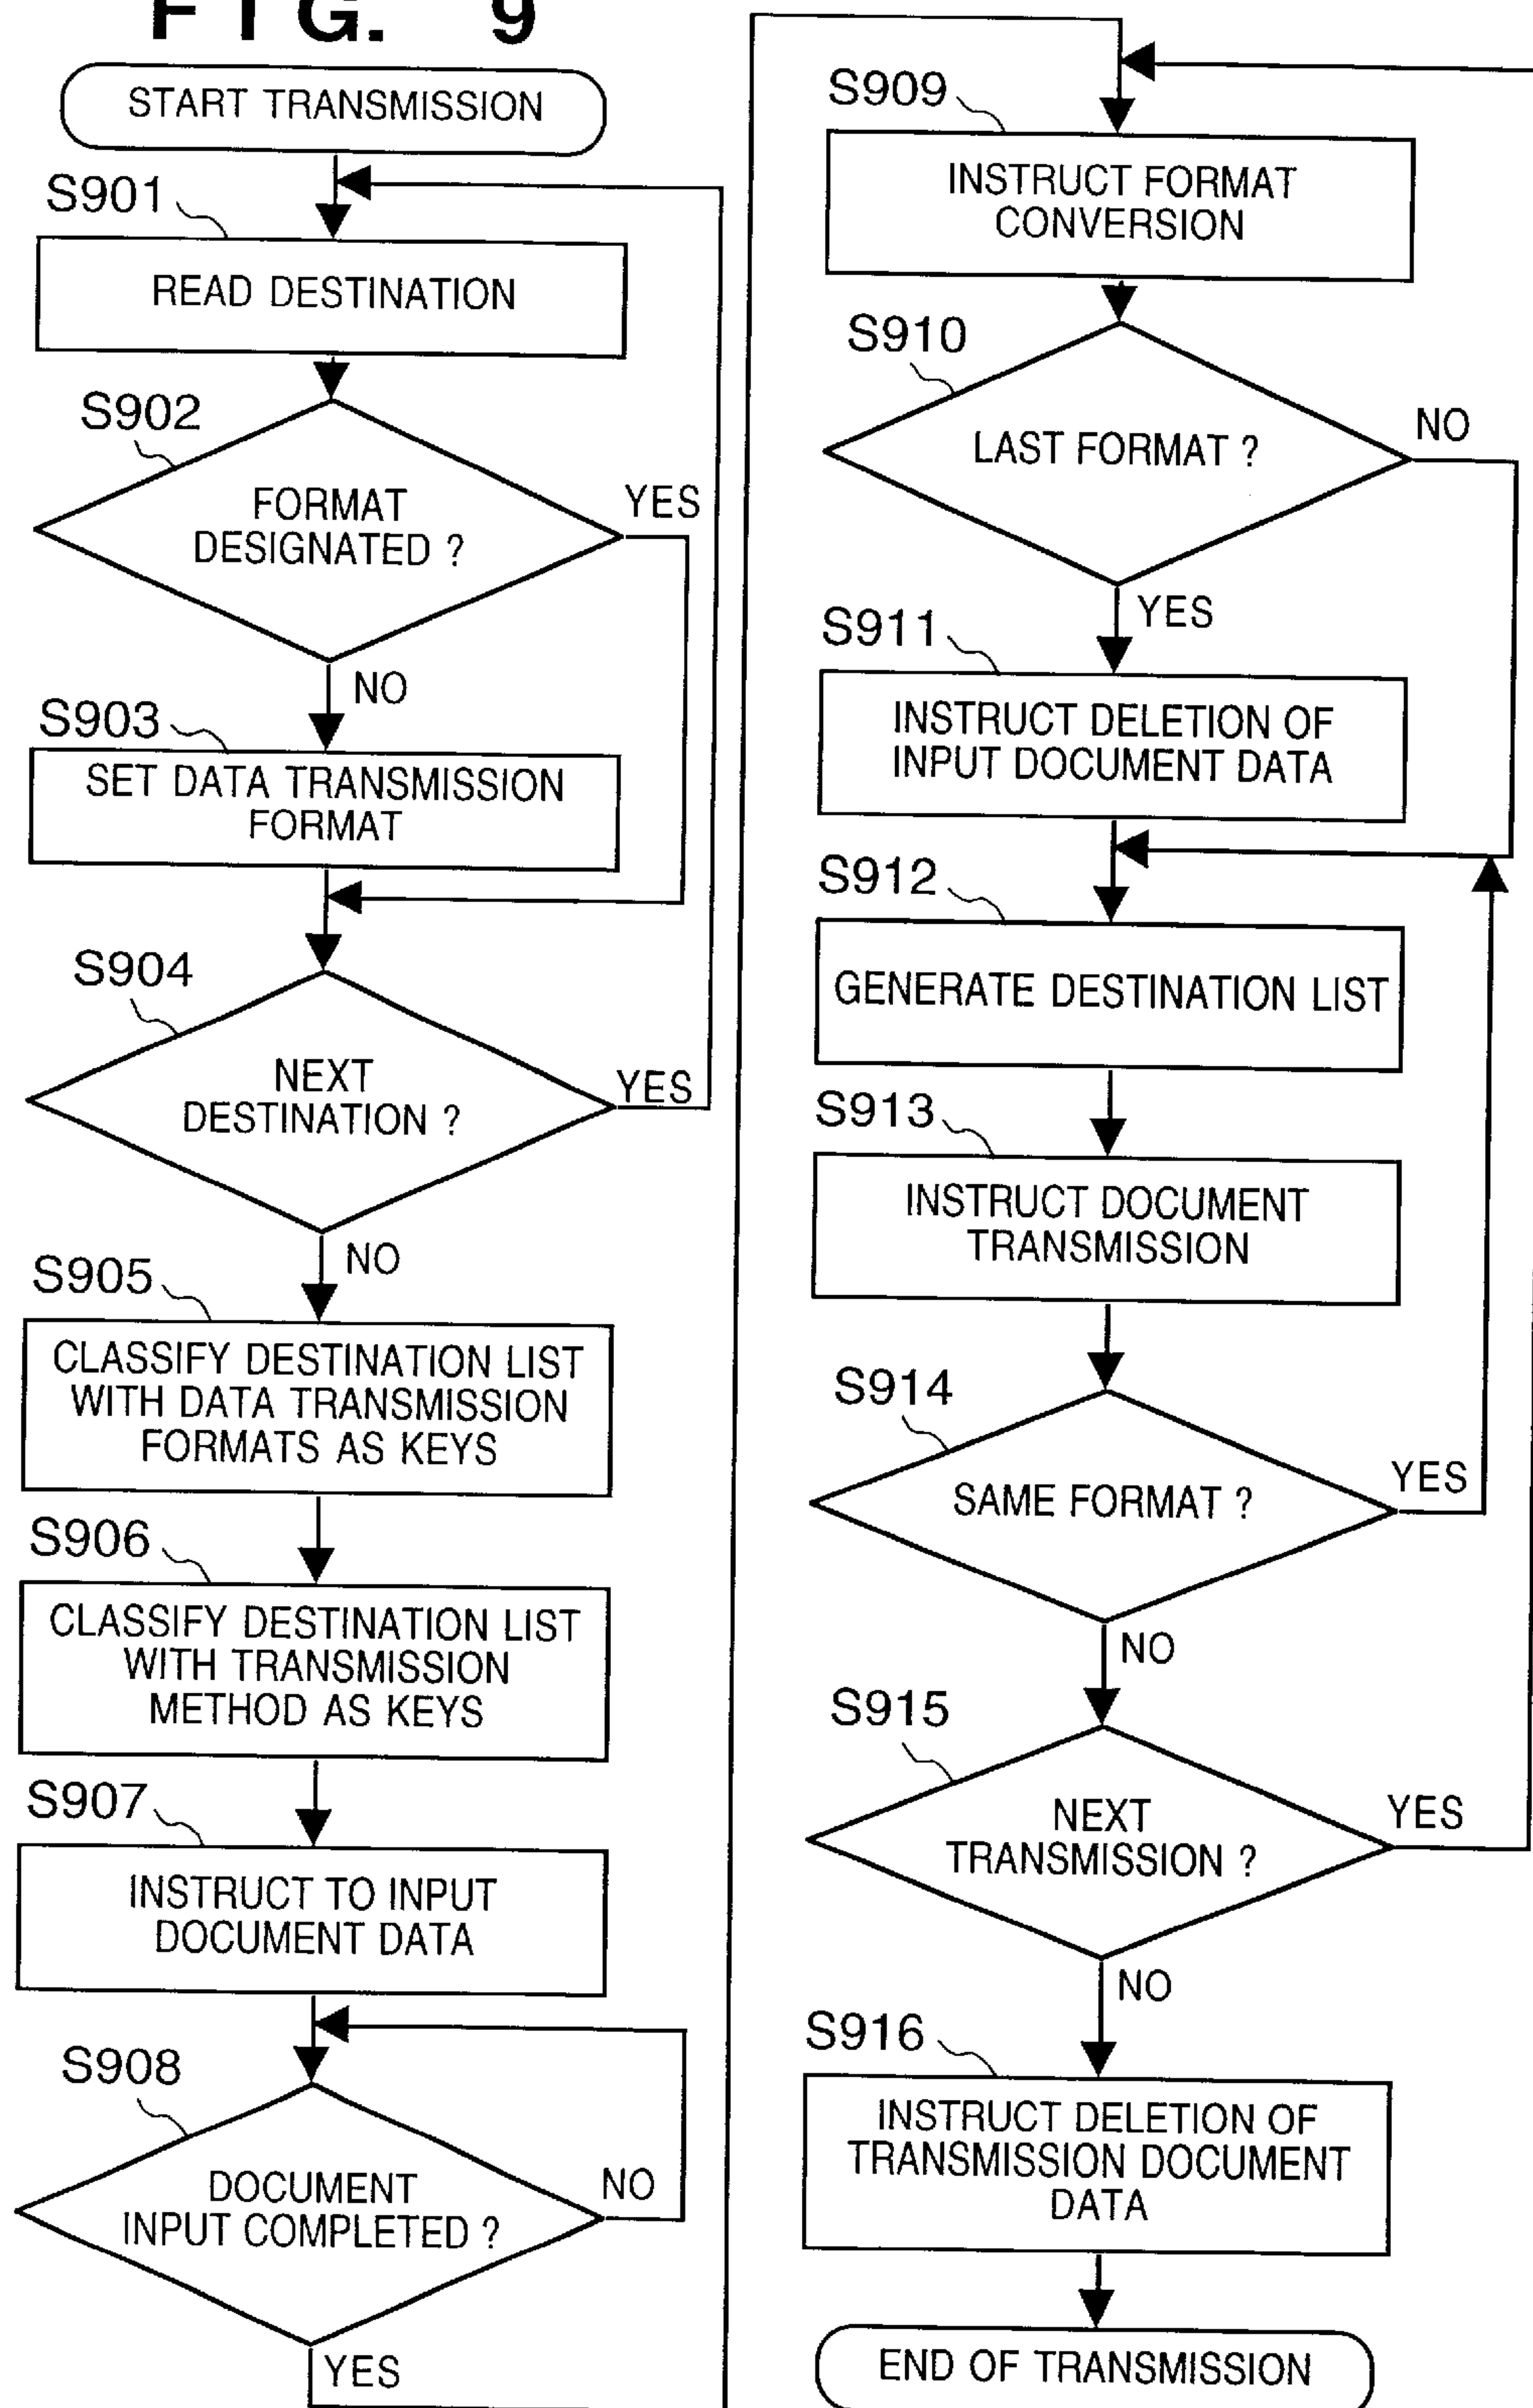 FIG. 9
START TRANSMISSION
S901
READ DESTINATION
S902
FORMAT
DESIGNATED ?
YES
NO
S903
SET DATA TRANSMISSION
FORMAT
S904
NEXT
DESTINATION ?
YES
NO
S905
CLASSIFY DESTINATION LIST
WITH DATA TRANSMISSION
FORMATS AS KEYS
S906
CLASSIFY DESTINATION LIST
WITH TRANSMISSION
METHOD AS KEYS
S907
INSTRUCT TO INPUT
DOCUMENT DATA
S908
DOCUMENT
INPUT COMPLETED ?
NO
YES
S909
INSTRUCT FORMAT
CONVERSION
S910
LAST FORMAT ?
NO
YES
S911
INSTRUCT DELETION OF
INPUT DOCUMENT DATA
S912
GENERATE DESTINATION LIST
S913
INSTRUCT DOCUMENT
TRANSMISSION
S914
SAME FORMAT ?
YES
NO
S915
NEXT
TRANSMISSION ?
YES
NO
S916
INSTRUCT DELETION OF
TRANSMISSION DOCUMENT
DATA
END OF TRANSMISSION